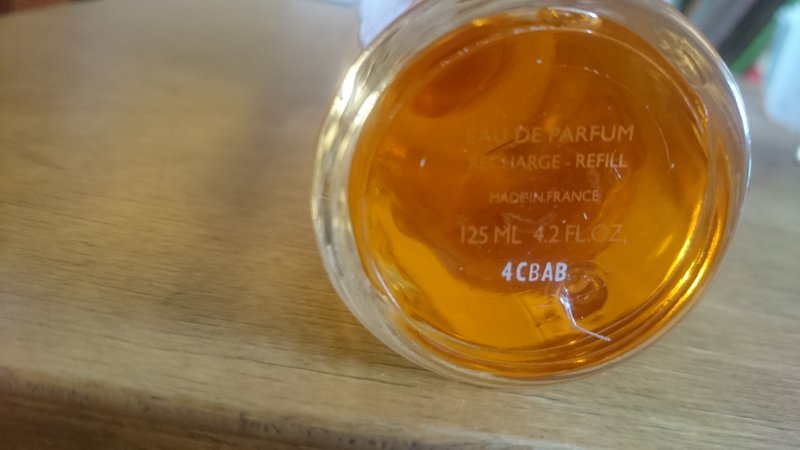 EAU DE PARFUM
RECHARGE - REFILL
MADE IN FRANCE
125 ML 4.2 FL.OZ.
4CBAB